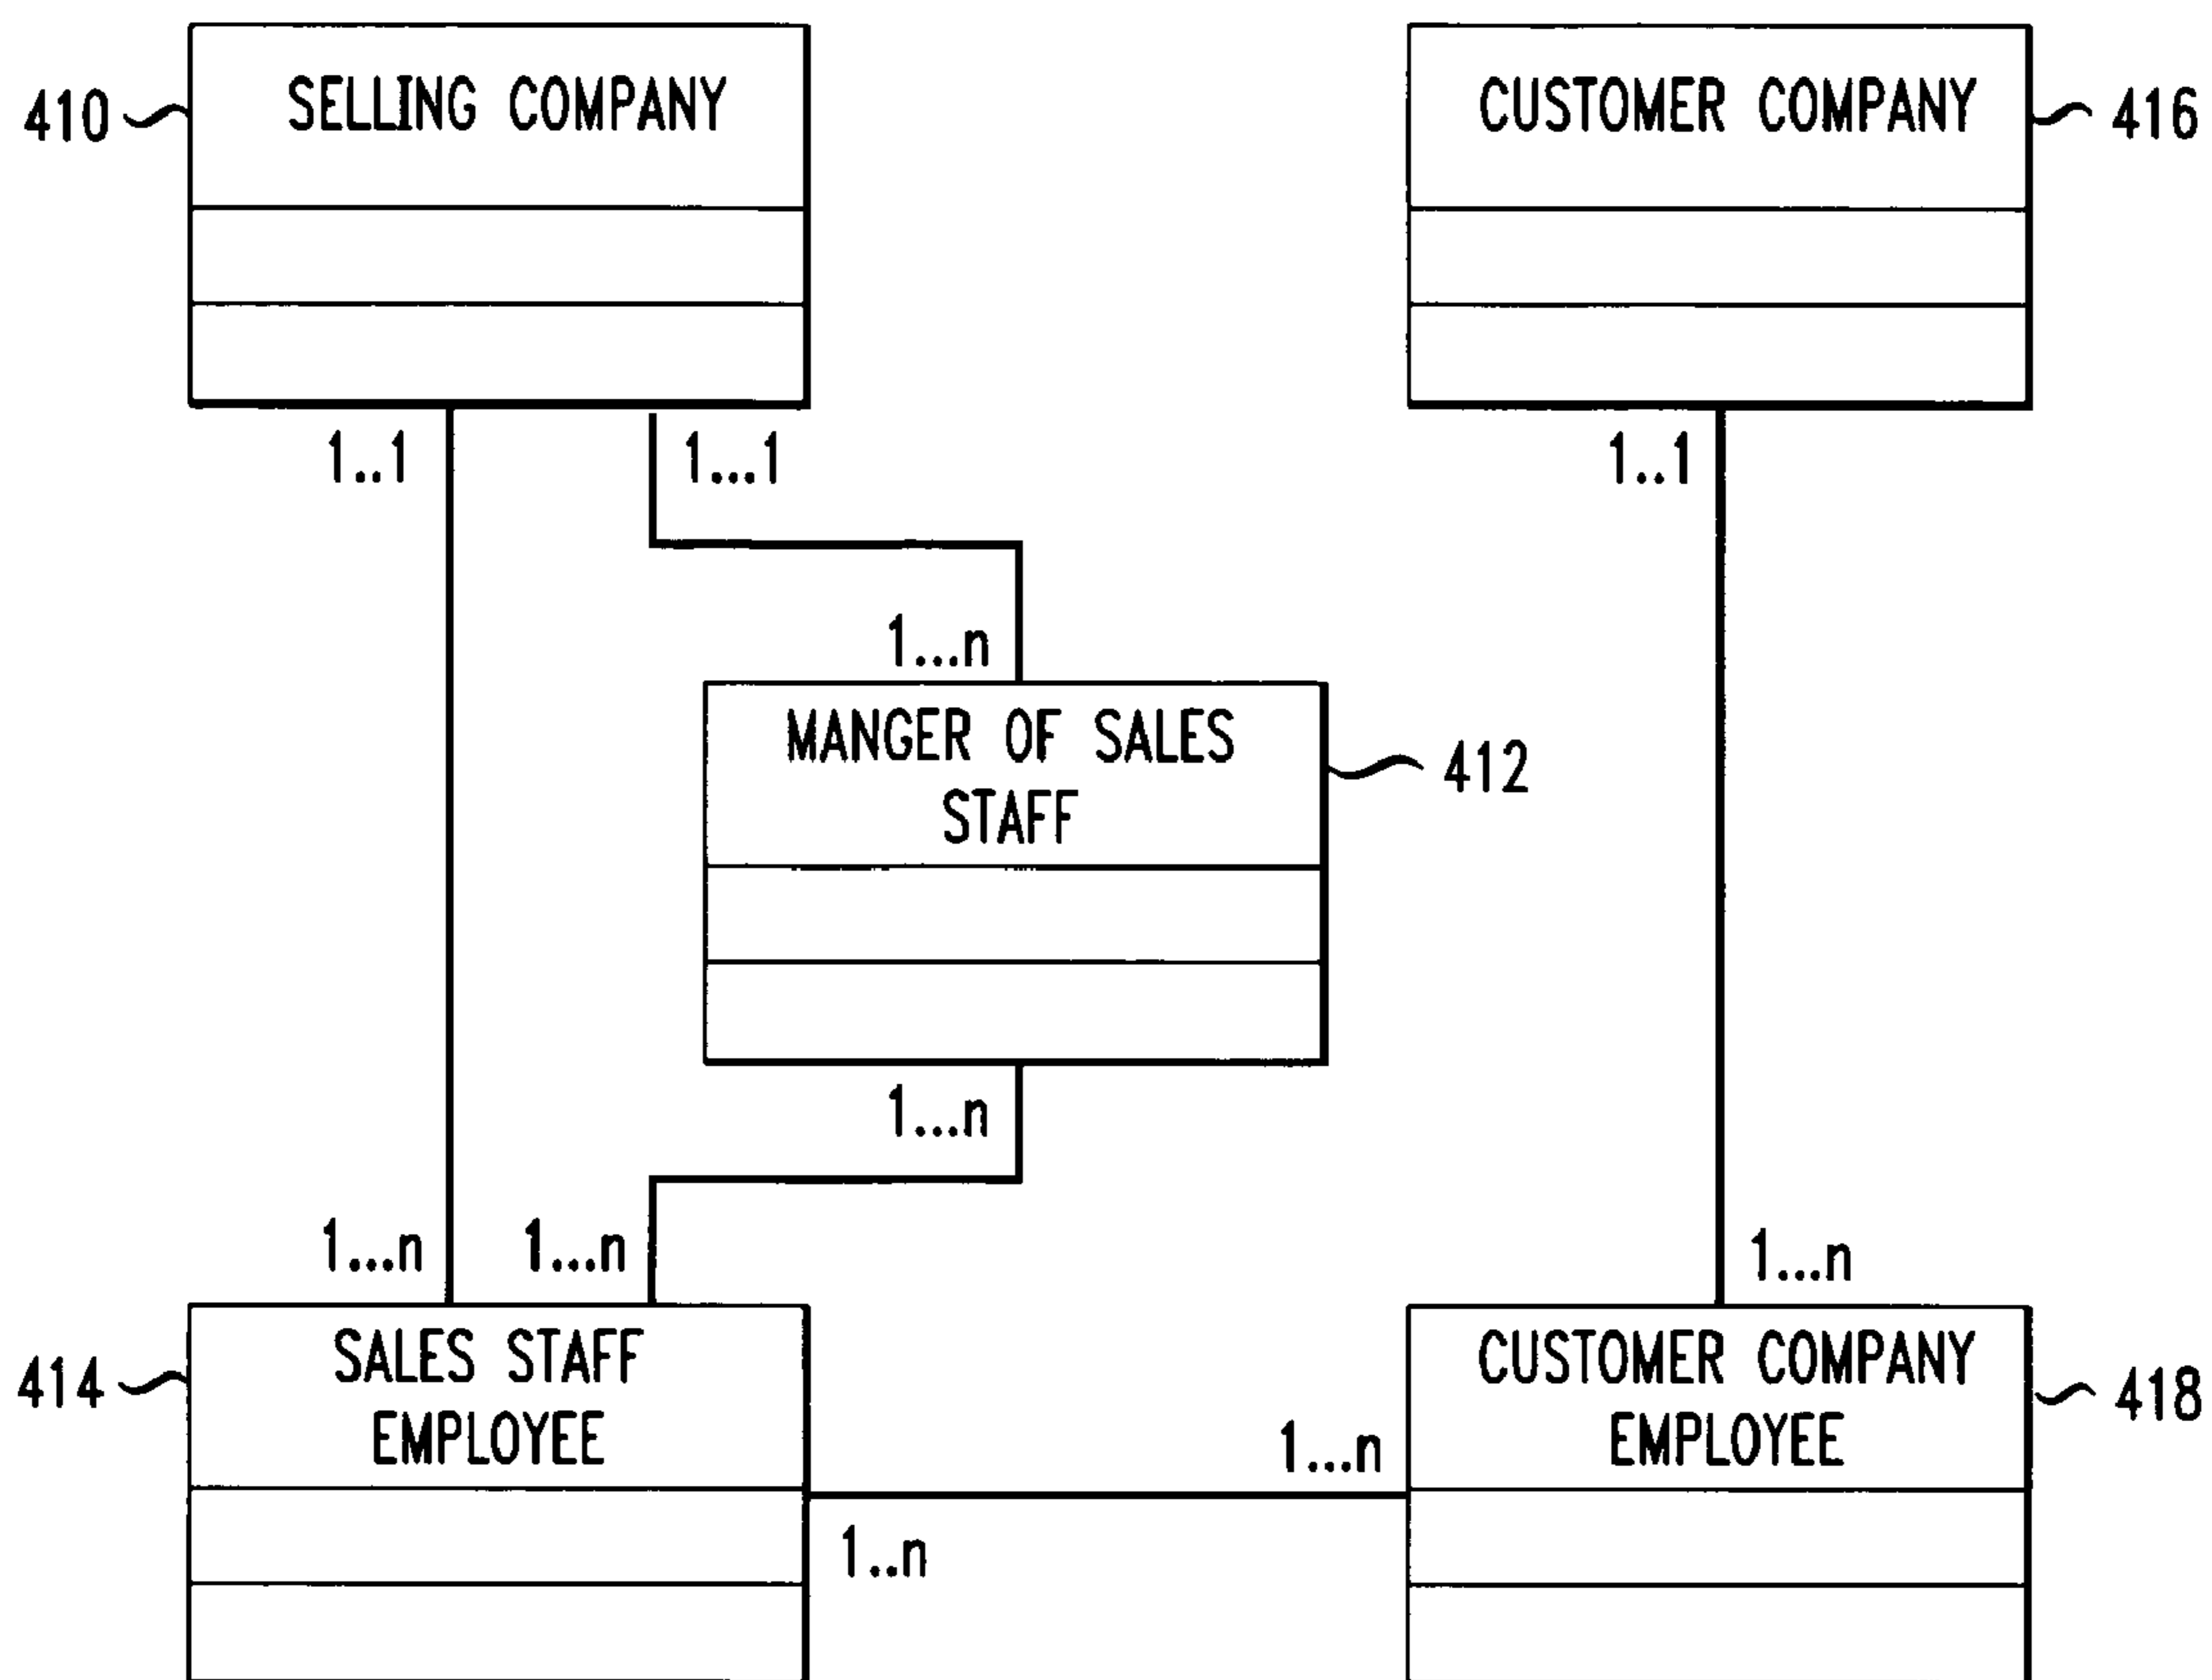 SELLING COMPANY
410
CUSTOMER COMPANY
416
1..1
1...1
1..1
1...n
MANGER OF SALES
STAFF
412
1...n
1...n
1...n
1...n
SALES STAFF
EMPLOYEE
414
CUSTOMER COMPANY
EMPLOYEE
418
1...n
1..n